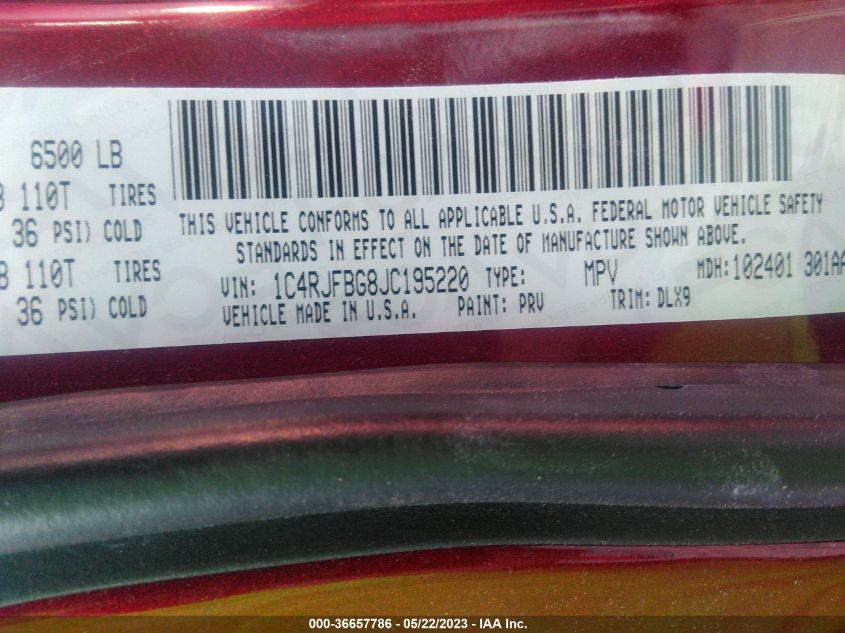 6500 LB
110T TIRES
36 PSI) COLD
110T TIRES
36 PSI) COLD
THIS VEHICLE CONFORMS TO ALL APPLICABLE U.S.A. FEDERAL MOTOR VEHICLE SAFETY
STANDARDS IN EFFECT ON THE DATE OF MANUFACTURE SHOWN ABOVE.
VIN: 1C4RJFBG8JC195220 TYPE: MPV MDH:102401 301AA
VEHICLE MADE IN U.S.A. PAINT: PRV TRIM: DLX9
000-36657786 - 05/22/2023 - IAA Inc.